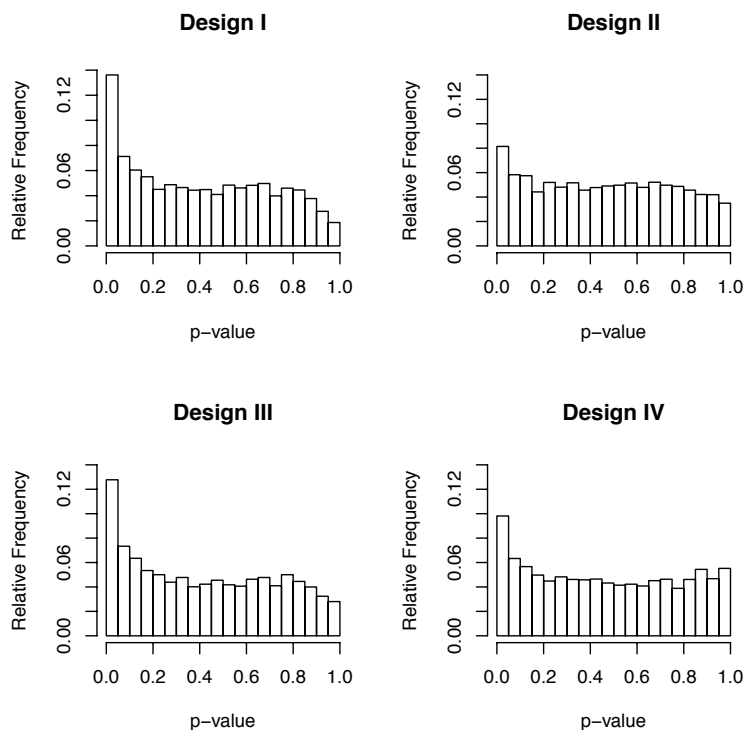 Design I
Relative Frequency
0.00 0.06 0.12
0.0 0.2 0.4 0.6 0.8 1.0
p-value
Design II
Relative Frequency
0.00 0.06 0.12
0.0 0.2 0.4 0.6 0.8 1.0
p-value
Design III
Relative Frequency
0.00 0.06 0.12
0.0 0.2 0.4 0.6 0.8 1.0
p-value
Design IV
Relative Frequency
0.00 0.06 0.12
0.0 0.2 0.4 0.6 0.8 1.0
p-value